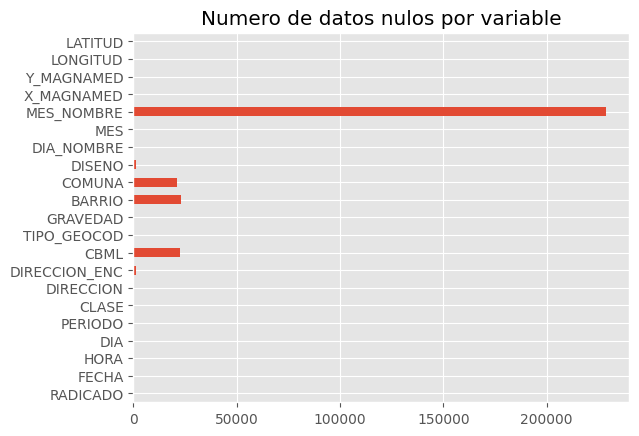 Numero de datos nulos por variable
LATITUD
LONGITUD
Y_MAGNAMED
X_MAGNAMED
MES_NOMBRE
MES
DIA_NOMBRE
DISENO
COMUNA
BARRIO
GRAVEDAD
TIPO_GEOCOD
CBML
DIRECCION_ENC
DIRECCION
CLASE
PERIODO
DIA
HORA
FECHA
RADICADO
0 50000 100000 150000 200000